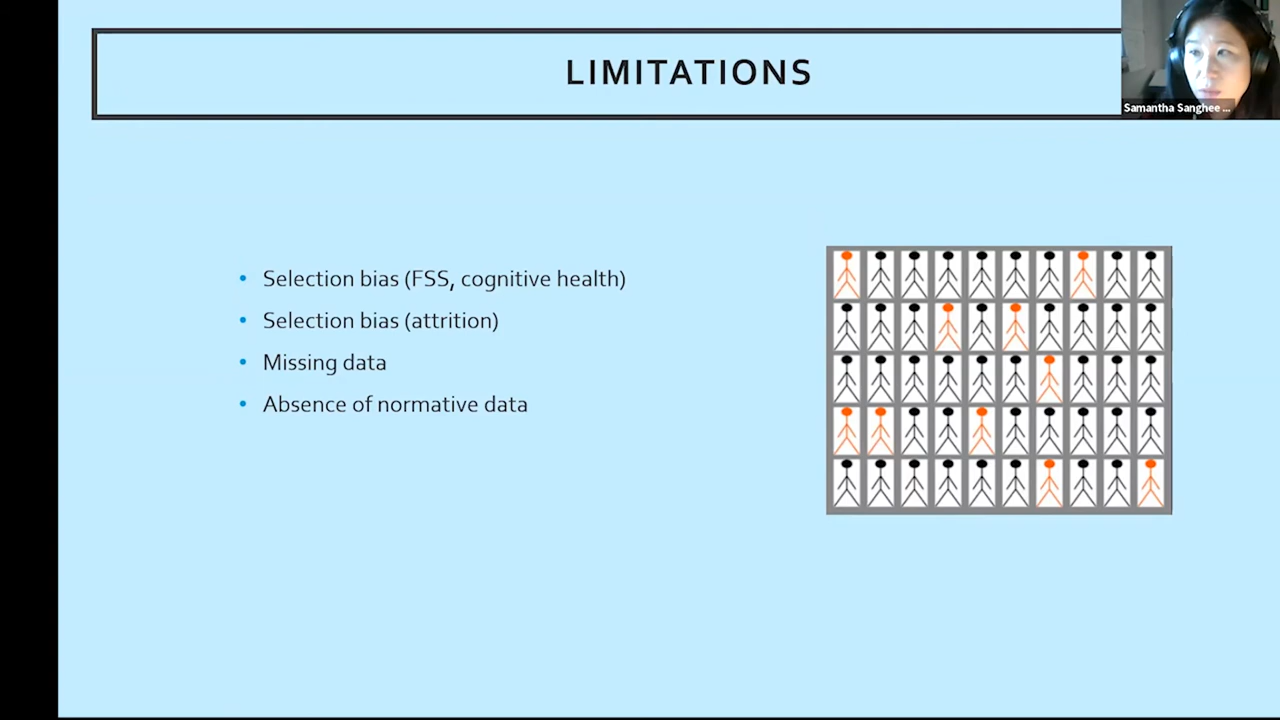 LIMITATIONS
Samantha Sanghee ...
• Selection bias (FSS, cognitive health)
• Selection bias (attrition)
• Missing data
• Absence of normative data